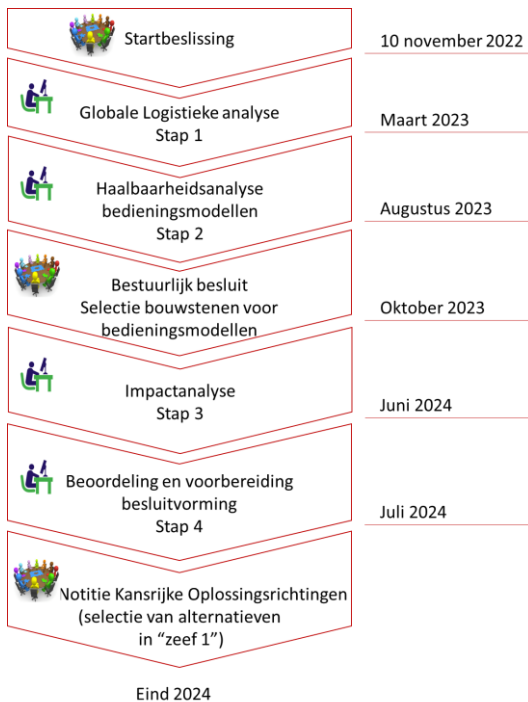 Startbeslissing
10 november 2022
Globale Logistieke analyse
Stap 1
Maart 2023
Haalbaarheidsanalyse
bedieningsmodellen
Stap 2
Augustus 2023
Bestuurlijk besluit
Selectie bouwstenen voor
bedieningsmodellen
Oktober 2023
Impactanalyse
Stap 3
Juni 2024
Beoordeling en voorbereiding
besluitvorming
Stap 4
Juli 2024
Notitie Kansrijke Oplossingsrichtingen
(selectie van alternatieven
in “zeef 1”)
Eind 2024